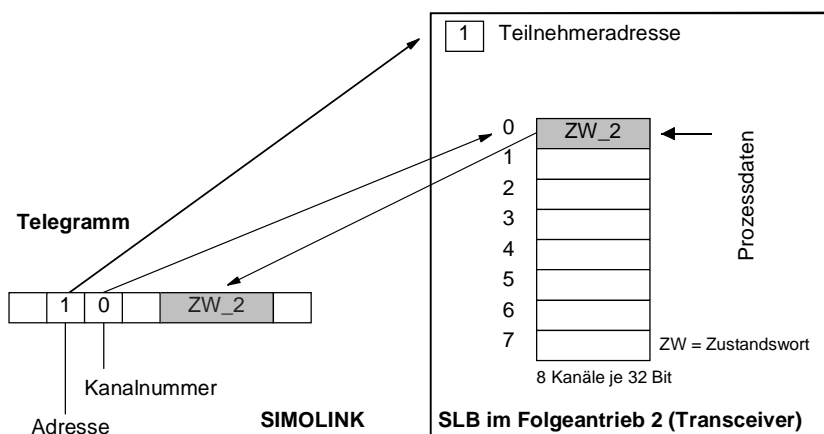 1 Teilnehmeradresse
0 ZW_2
1
2
3
4
5
6
7
Prozessdaten
ZW = Zustandswort
8 Kanäle je 32 Bit
SLB im Folgeantrieb 2 (Transceiver)
Telegramm
1 0 ZW_2
Kanalnummer
Adresse
SIMOLINK